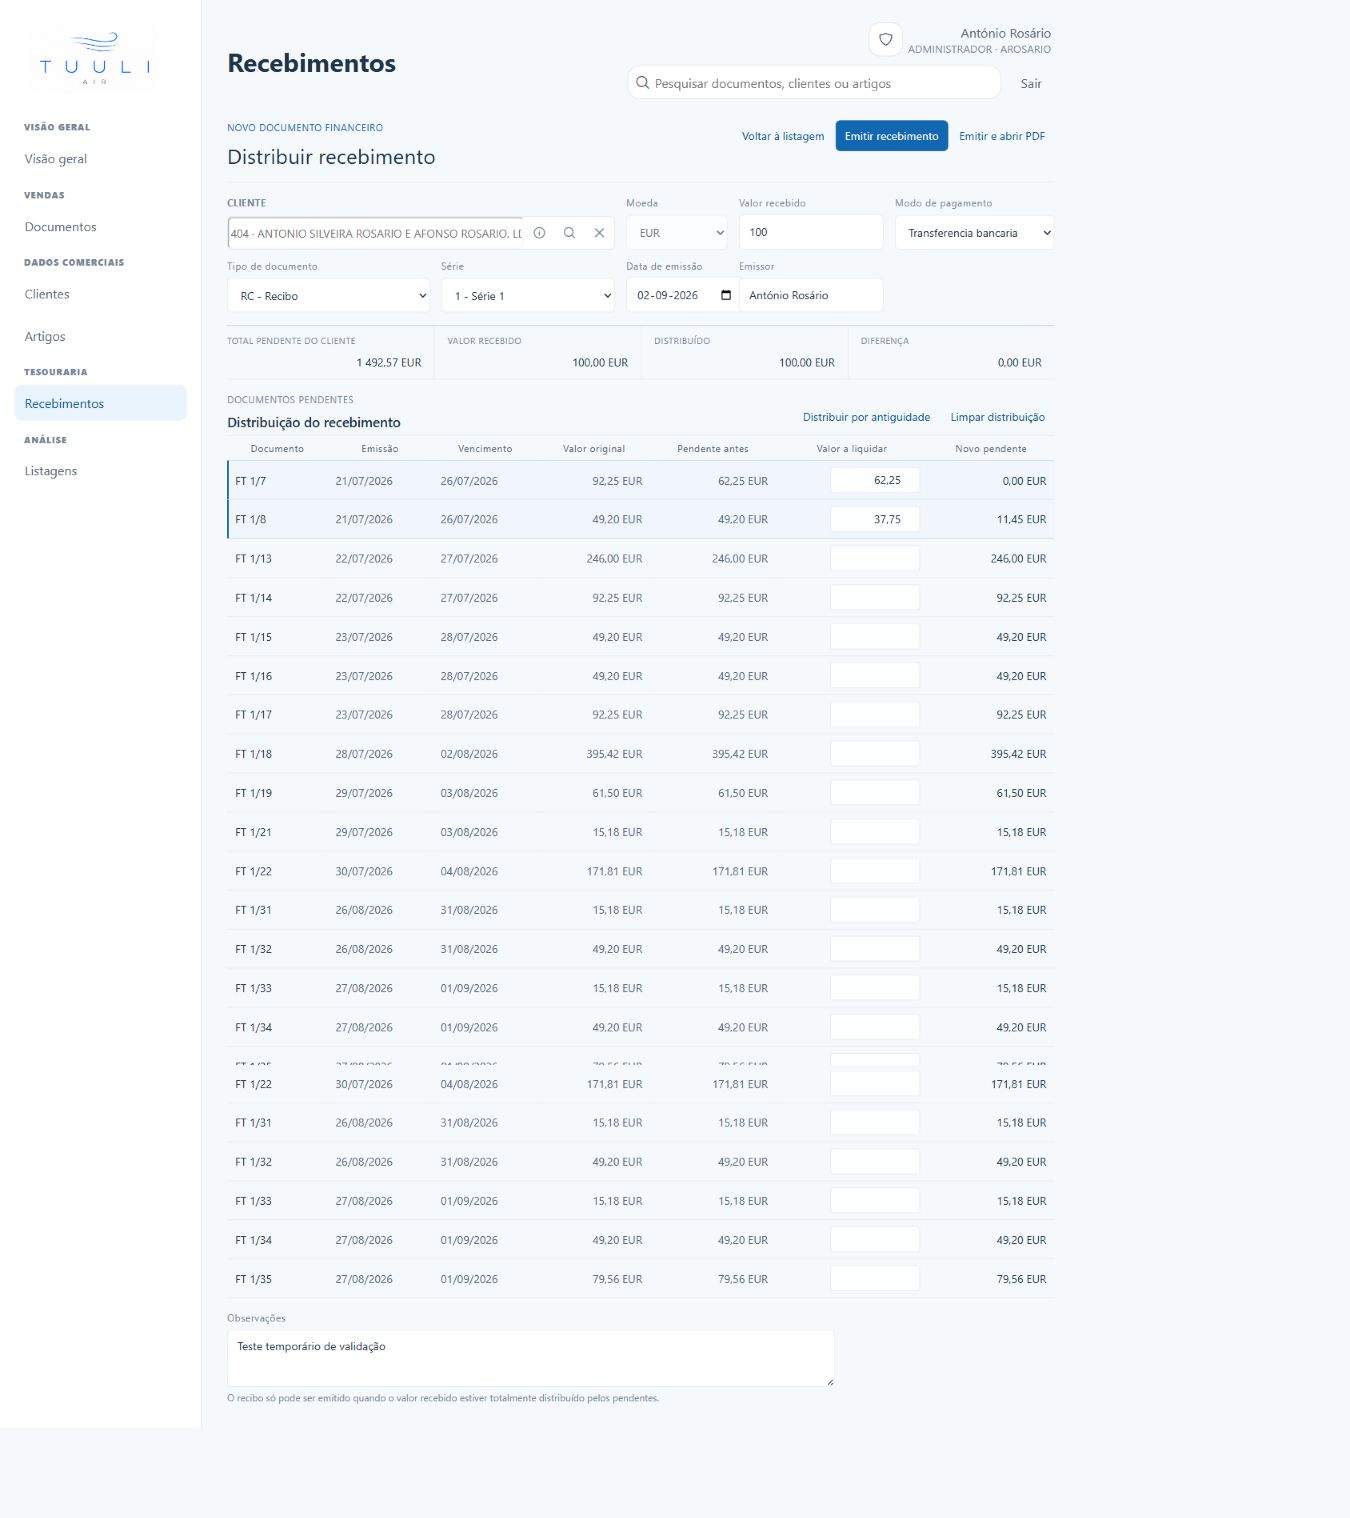 TUULI
AIR
VISÃO GERAL
Visão geral
VENDAS
Documentos
DADOS COMERCIAIS
Clientes
Artigos
TESOURARIA
Recebimentos
ANÁLISE
Listagens
António Rosário
ADMINISTRADOR · AROSARIO
Recebimentos
Pesquisar documentos, clientes ou artigos
Sair
NOVO DOCUMENTO FINANCEIRO
Distribuir recebimento
Voltar à listagem
Emitir recebimento
Emitir e abrir PDF
CLIENTE Moeda Valor recebido Modo de pagamento
404 · ANTONIO SILVEIRA ROSARIO E AFONSO ROSARIO, LD EUR 100 Transferencia bancaria
Tipo de documento Série Data de emissão Emissor
RC - Recibo 1 - Série 1 02-09-2026 António Rosário
TOTAL PENDENTE DO CLIENTE VALOR RECEBIDO DISTRIBUÍDO DIFERENÇA
1 492,57 EUR 100,00 EUR 100,00 EUR 0,00 EUR
DOCUMENTOS PENDENTES
Distribuição do recebimento Distribuir por antiguidade Limpar distribuição
Documento Emissão Vencimento Valor original Pendente antes Valor a liquidar Novo pendente
FT 1/7 21/07/2026 26/07/2026 92,25 EUR 62,25 EUR 62,25 0,00 EUR
FT 1/8 21/07/2026 26/07/2026 49,20 EUR 49,20 EUR 37,75 11,45 EUR
FT 1/13 22/07/2026 27/07/2026 246,00 EUR 246,00 EUR 246,00 EUR
FT 1/14 22/07/2026 27/07/2026 92,25 EUR 92,25 EUR 92,25 EUR
FT 1/15 23/07/2026 28/07/2026 49,20 EUR 49,20 EUR 49,20 EUR
FT 1/16 23/07/2026 28/07/2026 49,20 EUR 49,20 EUR 49,20 EUR
FT 1/17 23/07/2026 28/07/2026 92,25 EUR 92,25 EUR 92,25 EUR
FT 1/18 28/07/2026 02/08/2026 395,42 EUR 395,42 EUR 395,42 EUR
FT 1/19 29/07/2026 03/08/2026 61,50 EUR 61,50 EUR 61,50 EUR
FT 1/21 29/07/2026 03/08/2026 15,18 EUR 15,18 EUR 15,18 EUR
FT 1/22 30/07/2026 04/08/2026 171,81 EUR 171,81 EUR 171,81 EUR
FT 1/31 26/08/2026 31/08/2026 15,18 EUR 15,18 EUR 15,18 EUR
FT 1/32 26/08/2026 31/08/2026 49,20 EUR 49,20 EUR 49,20 EUR
FT 1/33 27/08/2026 01/09/2026 15,18 EUR 15,18 EUR 15,18 EUR
FT 1/34 27/08/2026 01/09/2026 49,20 EUR 49,20 EUR 49,20 EUR
FT 1/22 30/07/2026 04/08/2026 171,81 EUR 171,81 EUR 171,81 EUR
FT 1/31 26/08/2026 31/08/2026 15,18 EUR 15,18 EUR 15,18 EUR
FT 1/32 26/08/2026 31/08/2026 49,20 EUR 49,20 EUR 49,20 EUR
FT 1/33 27/08/2026 01/09/2026 15,18 EUR 15,18 EUR 15,18 EUR
FT 1/34 27/08/2026 01/09/2026 49,20 EUR 49,20 EUR 49,20 EUR
FT 1/35 27/08/2026 01/09/2026 79,56 EUR 79,56 EUR 79,56 EUR
Observações
Teste temporário de validação
O recibo só pode ser emitido quando o valor recebido estiver totalmente distribuído pelos pendentes.